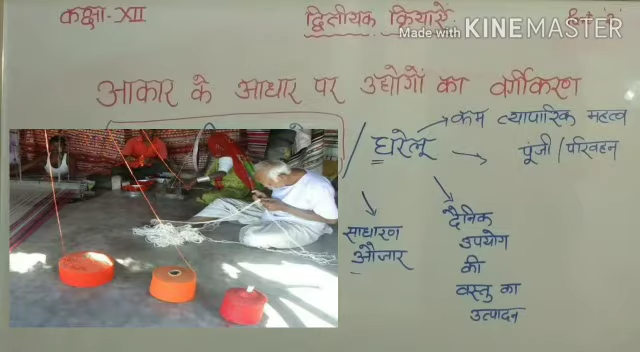 कक्षा-XII
द्वितीयक क्रियाएँ
Made with KINEMASTER
आकार के आधार पर उद्योगों का वर्गीकरण
घरेलू
कम व्यापारिक महत्व
पूंजी / परिवहन
साधारण
औजार
दैनिक
उपयोग
की
वस्तु का
उत्पादन